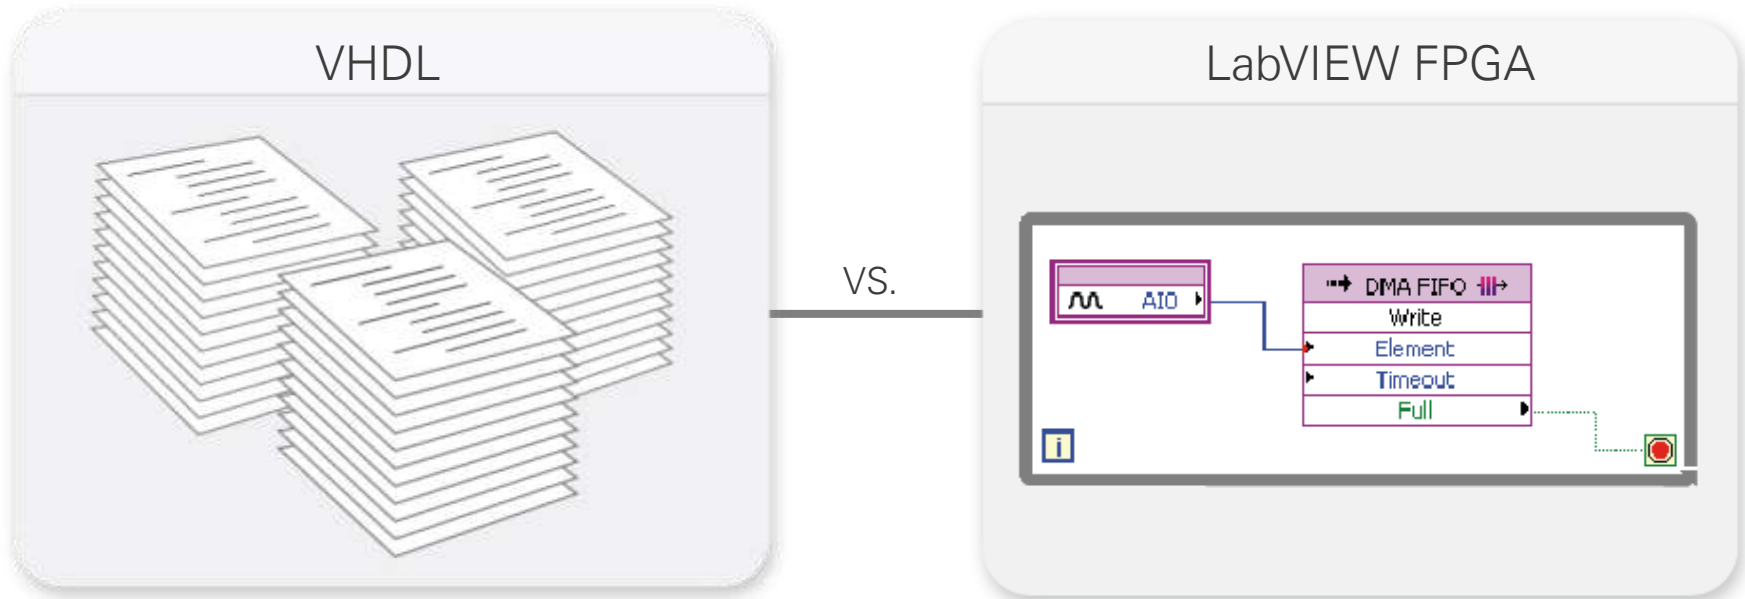 VHDL
VS.
LabVIEW FPGA
AI0
DMA FIFO
Write
Element
Timeout
Full
i